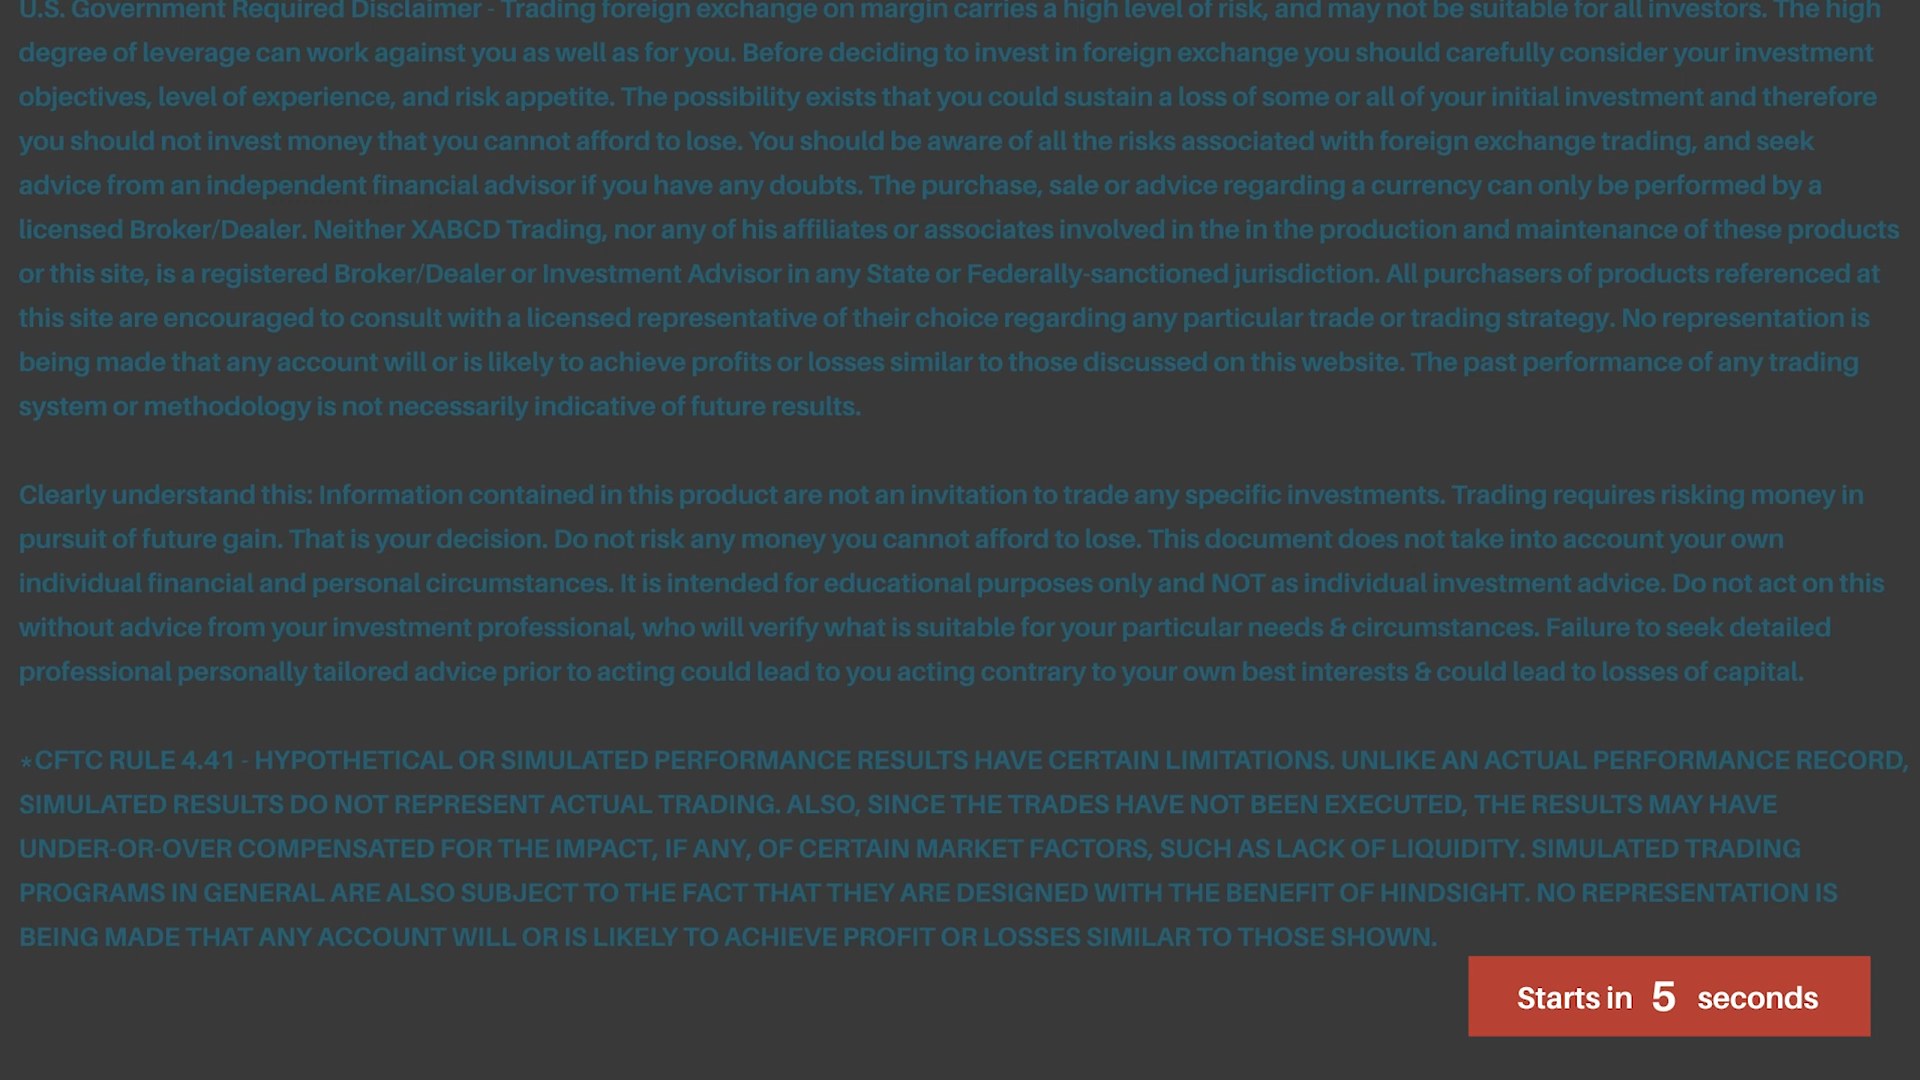 U.S. Government Required Disclaimer - Trading foreign exchange on margin carries a high level of risk, and may not be suitable for all investors. The high
degree of leverage can work against you as well as for you. Before deciding to invest in foreign exchange you should carefully consider your investment
objectives, level of experience, and risk appetite. The possibility exists that you could sustain a loss of some or all of your initial investment and therefore
you should not invest money that you cannot afford to lose. You should be aware of all the risks associated with foreign exchange trading, and seek
advice from an independent financial advisor if you have any doubts. The purchase, sale or advice regarding a currency can only be performed by a
licensed Broker/Dealer. Neither XABCD Trading, nor any of his affiliates or associates involved in the in the production and maintenance of these products
or this site, is a registered Broker/Dealer or Investment Advisor in any State or Federally-sanctioned jurisdiction. All purchasers of products referenced at
this site are encouraged to consult with a licensed representative of their choice regarding any particular trade or trading strategy. No representation is
being made that any account will or is likely to achieve profits or losses similar to those discussed on this website. The past performance of any trading
system or methodology is not necessarily indicative of future results.
Clearly understand this: Information contained in this product are not an invitation to trade any specific investments. Trading requires risking money in
pursuit of future gain. That is your decision. Do not risk any money you cannot afford to lose. This document does not take into account your own
individual financial and personal circumstances. It is intended for educational purposes only and NOT as individual investment advice. Do not act on this
without advice from your investment professional, who will verify what is suitable for your particular needs & circumstances. Failure to seek detailed
professional personally tailored advice prior to acting could lead to you acting contrary to your own best interests & could lead to losses of capital.
*CFTC RULE 4.41 - HYPOTHETICAL OR SIMULATED PERFORMANCE RESULTS HAVE CERTAIN LIMITATIONS. UNLIKE AN ACTUAL PERFORMANCE RECORD,
SIMULATED RESULTS DO NOT REPRESENT ACTUAL TRADING. ALSO, SINCE THE TRADES HAVE NOT BEEN EXECUTED, THE RESULTS MAY HAVE
UNDER-OR-OVER COMPENSATED FOR THE IMPACT, IF ANY, OF CERTAIN MARKET FACTORS, SUCH AS LACK OF LIQUIDITY. SIMULATED TRADING
PROGRAMS IN GENERAL ARE ALSO SUBJECT TO THE FACT THAT THEY ARE DESIGNED WITH THE BENEFIT OF HINDSIGHT. NO REPRESENTATION IS
BEING MADE THAT ANY ACCOUNT WILL OR IS LIKELY TO ACHIEVE PROFIT OR LOSSES SIMILAR TO THOSE SHOWN.
Starts in 5 seconds